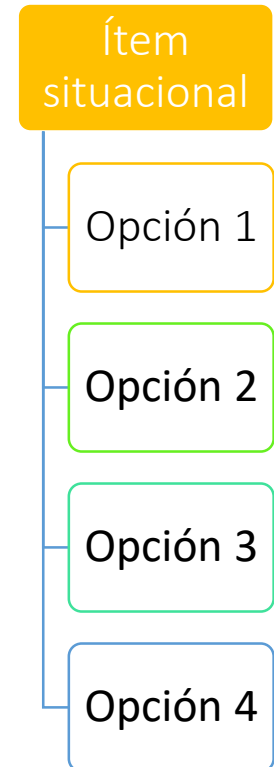 Ítem
situacional
Opción 1
Opción 2
Opción 3
Opción 4